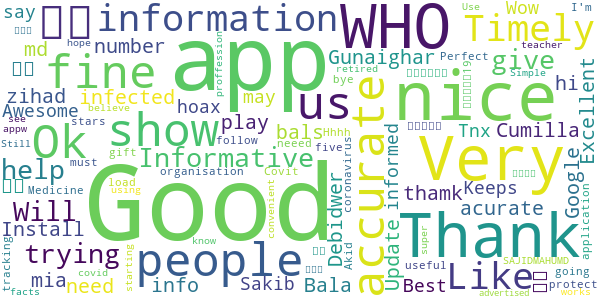 say
information
WHO
Timely
Wow
Use
I'm
md
number
fine
app
us
Gunaighar
Perfect
give
hope
teacher
proffession
retired
Simple
zihad
infected
may
bye
nice
hi
Excellent
Awesome
hoax
believe
stars
play
accurate
Tnx
Cumilla
see
appw
Ok
show
bals
Hhhh
follow
neeed
five
Still
must
Informative
coronavirus
Very
Google
help
gift
organisation
Covit
Debidwer
Update
informed
Medicine
load
using
Good
thamk
Keeps
application
Will
convenient
Akid
acurate
Install
know
Thank
super
trying
people
useful
SAJIDMAHUMD
tracking
covid
starting
Like
going
mia
need
info
Sakib
Bala
Best
protect
facts
advertised
works